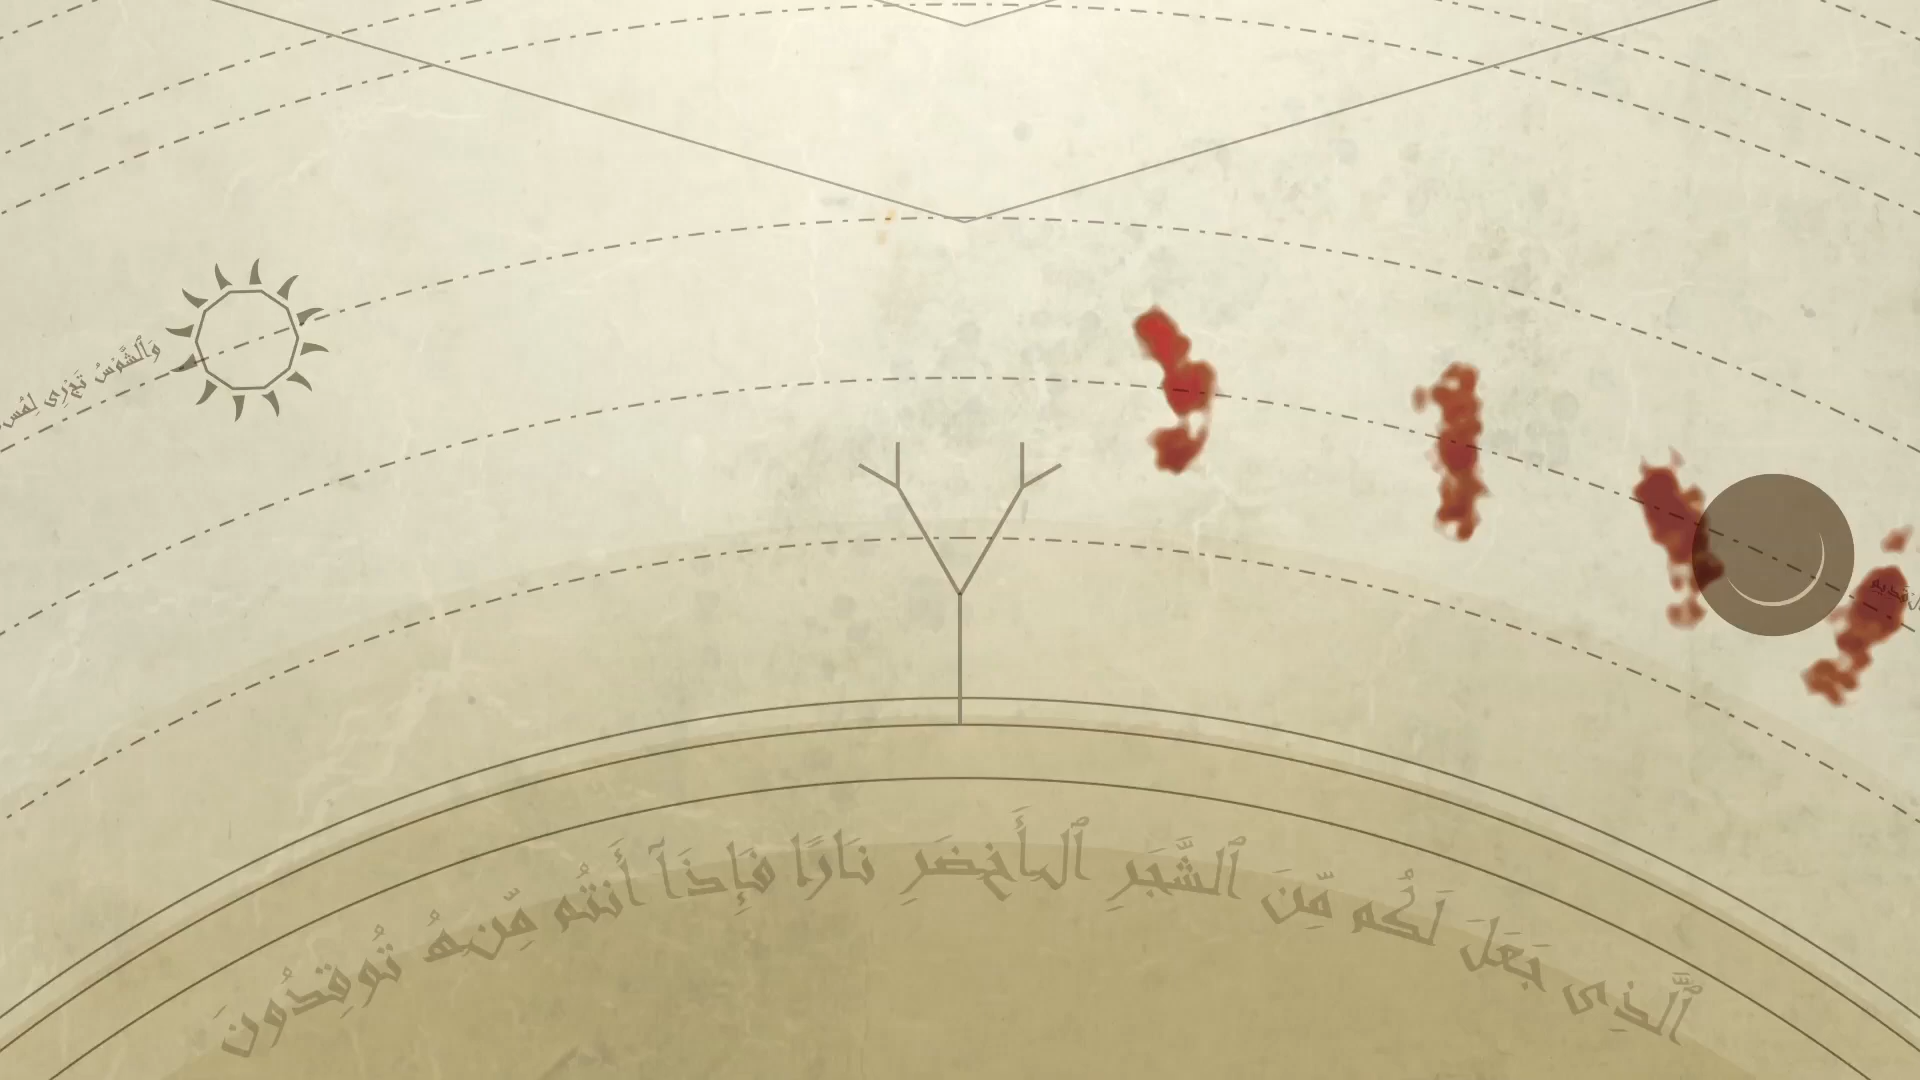 وَٱلشَّمۡسُ تَجۡرِى
ٱلَّذِى جَعَلَ لَكُم مِّنَ ٱلشَّجَرِ ٱلۡأَخۡضَرِ نَارًا فَإِذَآ أَنتُم مِّنۡهُ تُوقِدُونَ